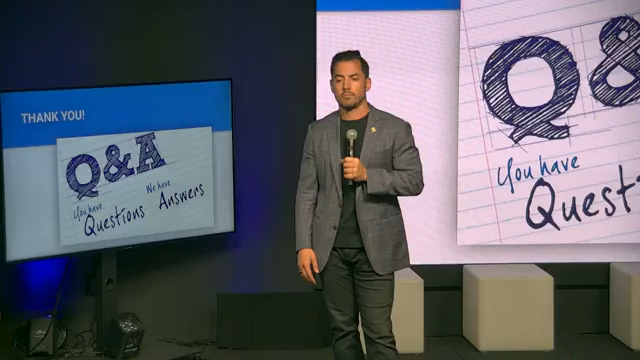 THANK YOU!
Q&A
You have
We have
Questions
Answers
Q&
You have
Quest